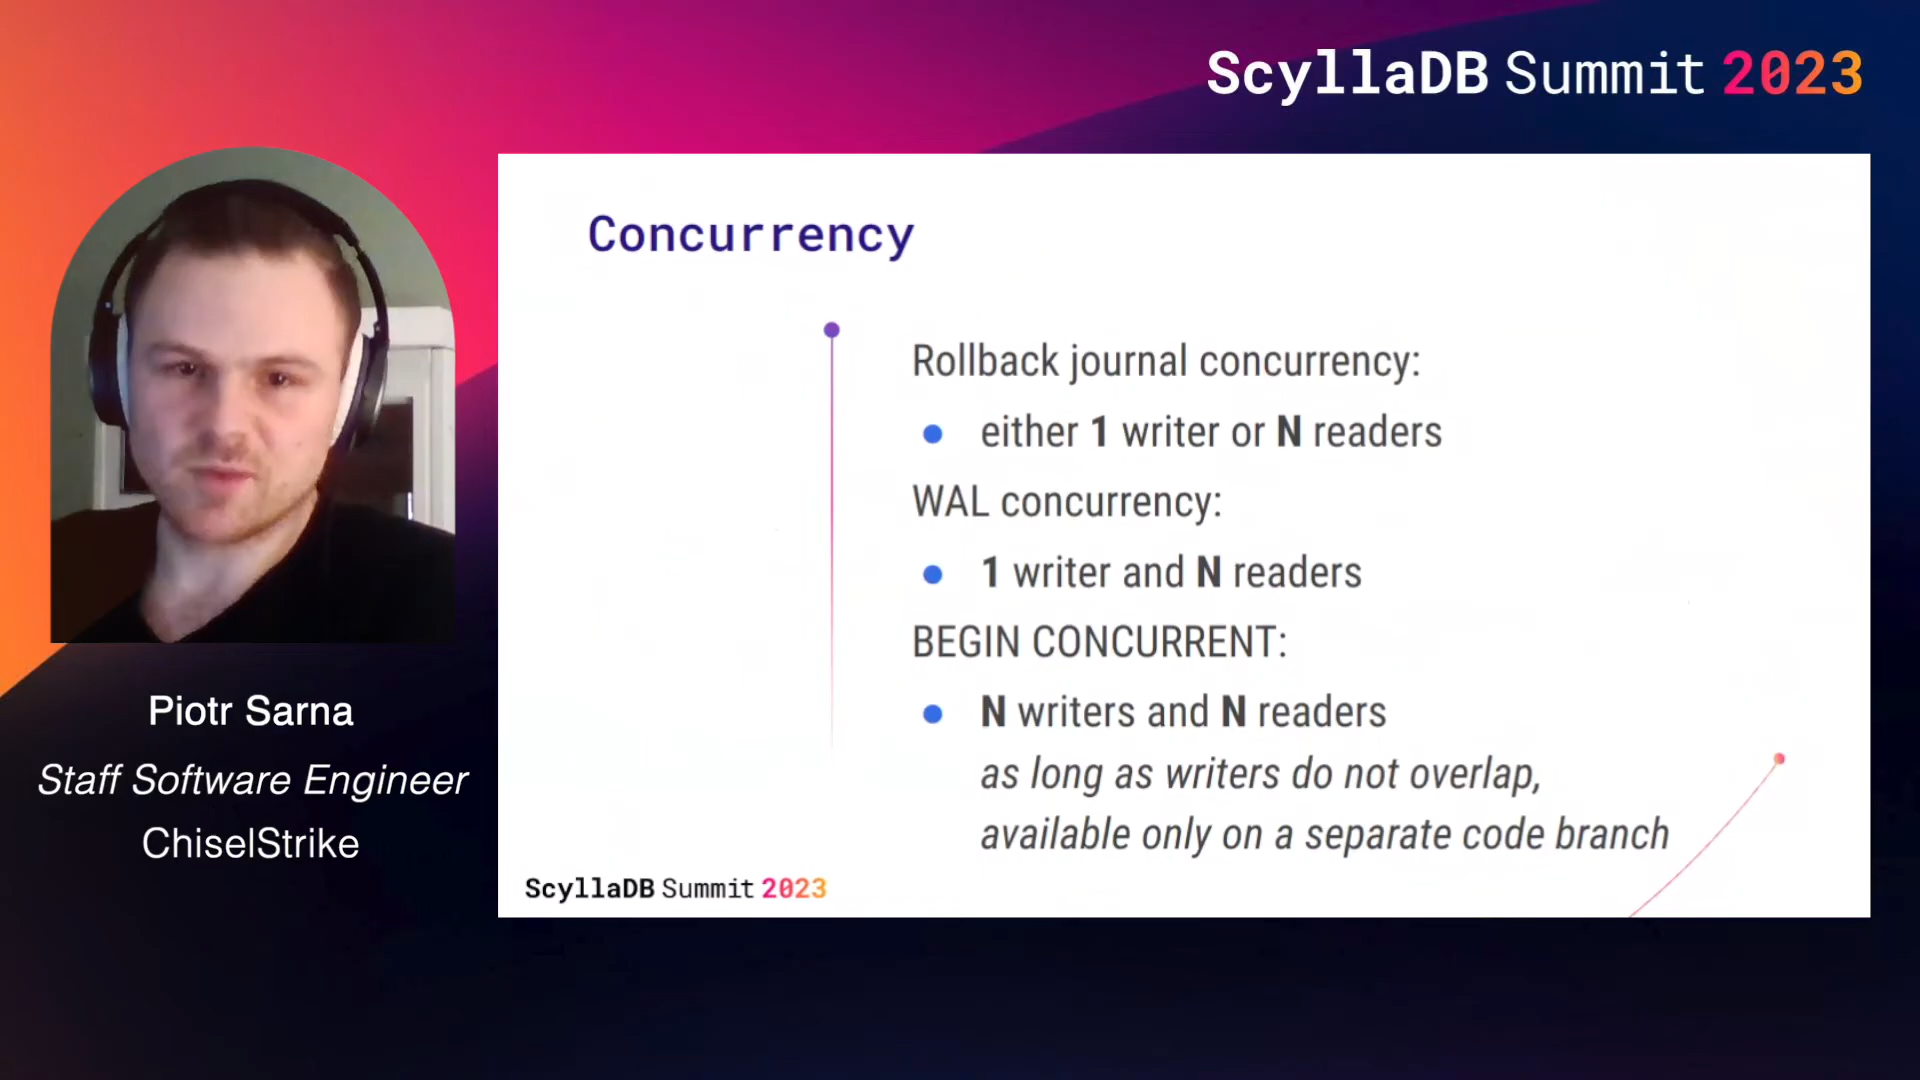 ScyllaDB Summit 2023
Concurrency
Rollback journal concurrency:
either 1 writer or N readers
WAL concurrency:
1 writer and N readers
BEGIN CONCURRENT:
N writers and N readers
as long as writers do not overlap,
available only on a separate code branch
ScyllaDB Summit 2023
Piotr Sarna
Staff Software Engineer
ChiselStrike